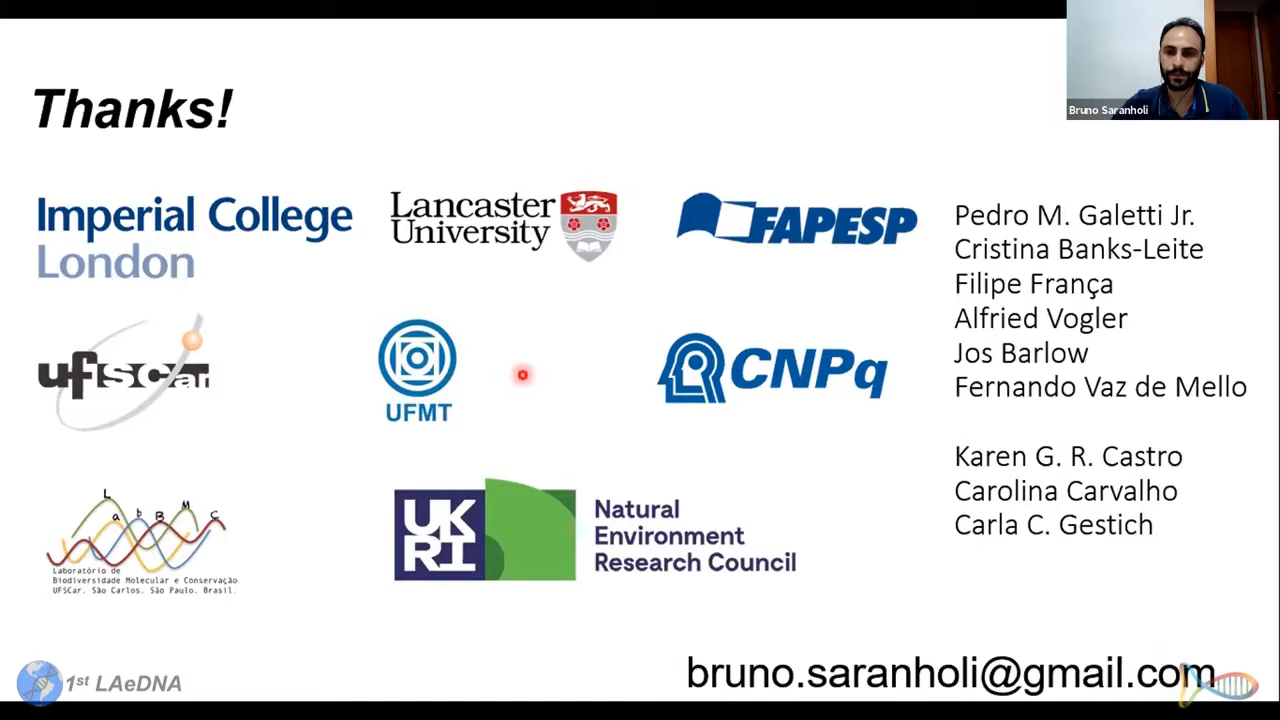 Thanks!
Bruno Saranholi
Imperial College
London
Lancaster
University
FAPESP
ufscar
UFMT
CNPq
L a b B M C
Laboratório de
Biodiversidade Molecular e Conservação
UFSCar. São Carlos. São Paulo. Brasil.
UK
RI
Natural
Environment
Research Council
Pedro M. Galetti Jr.
Cristina Banks-Leite
Filipe França
Alfried Vogler
Jos Barlow
Fernando Vaz de Mello
Karen G. R. Castro
Carolina Carvalho
Carla C. Gestich
1st LAeDNA
bruno.saranholi@gmail.com